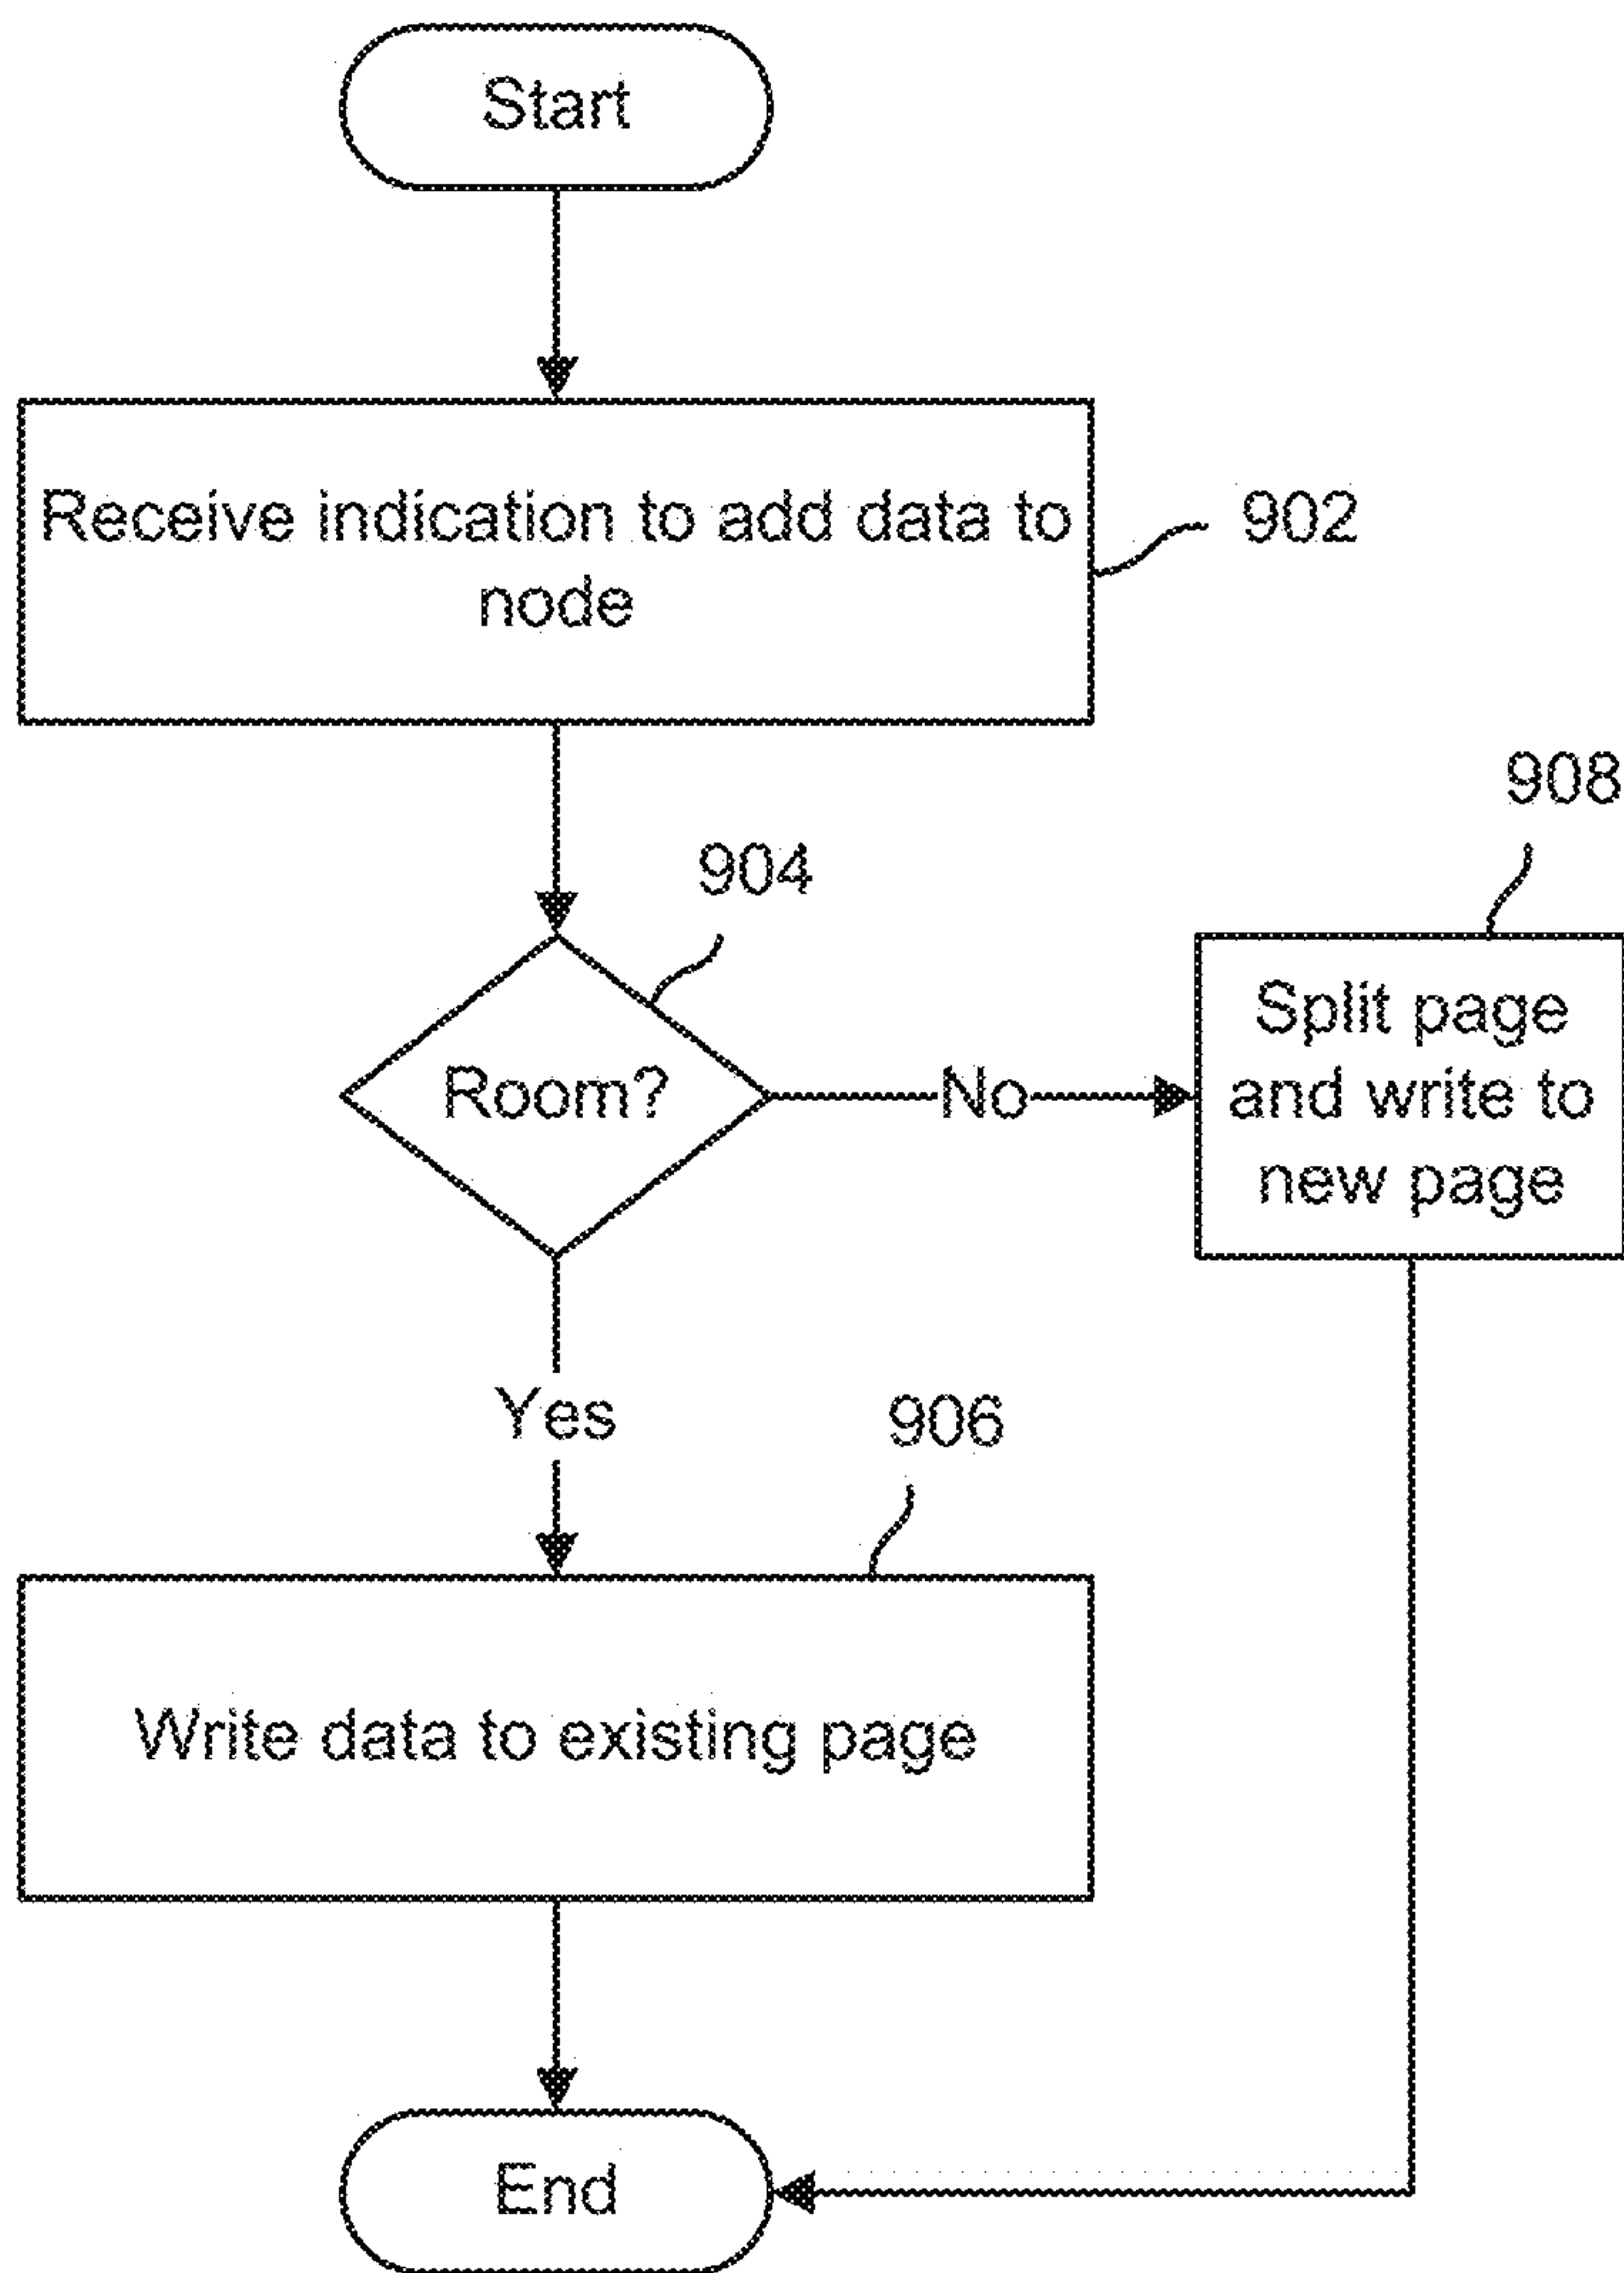 Start
Receive indication to add data to
node
902
908
904
Room?
No
Split page
and write to
new page
Yes
906
Write data to existing page
End